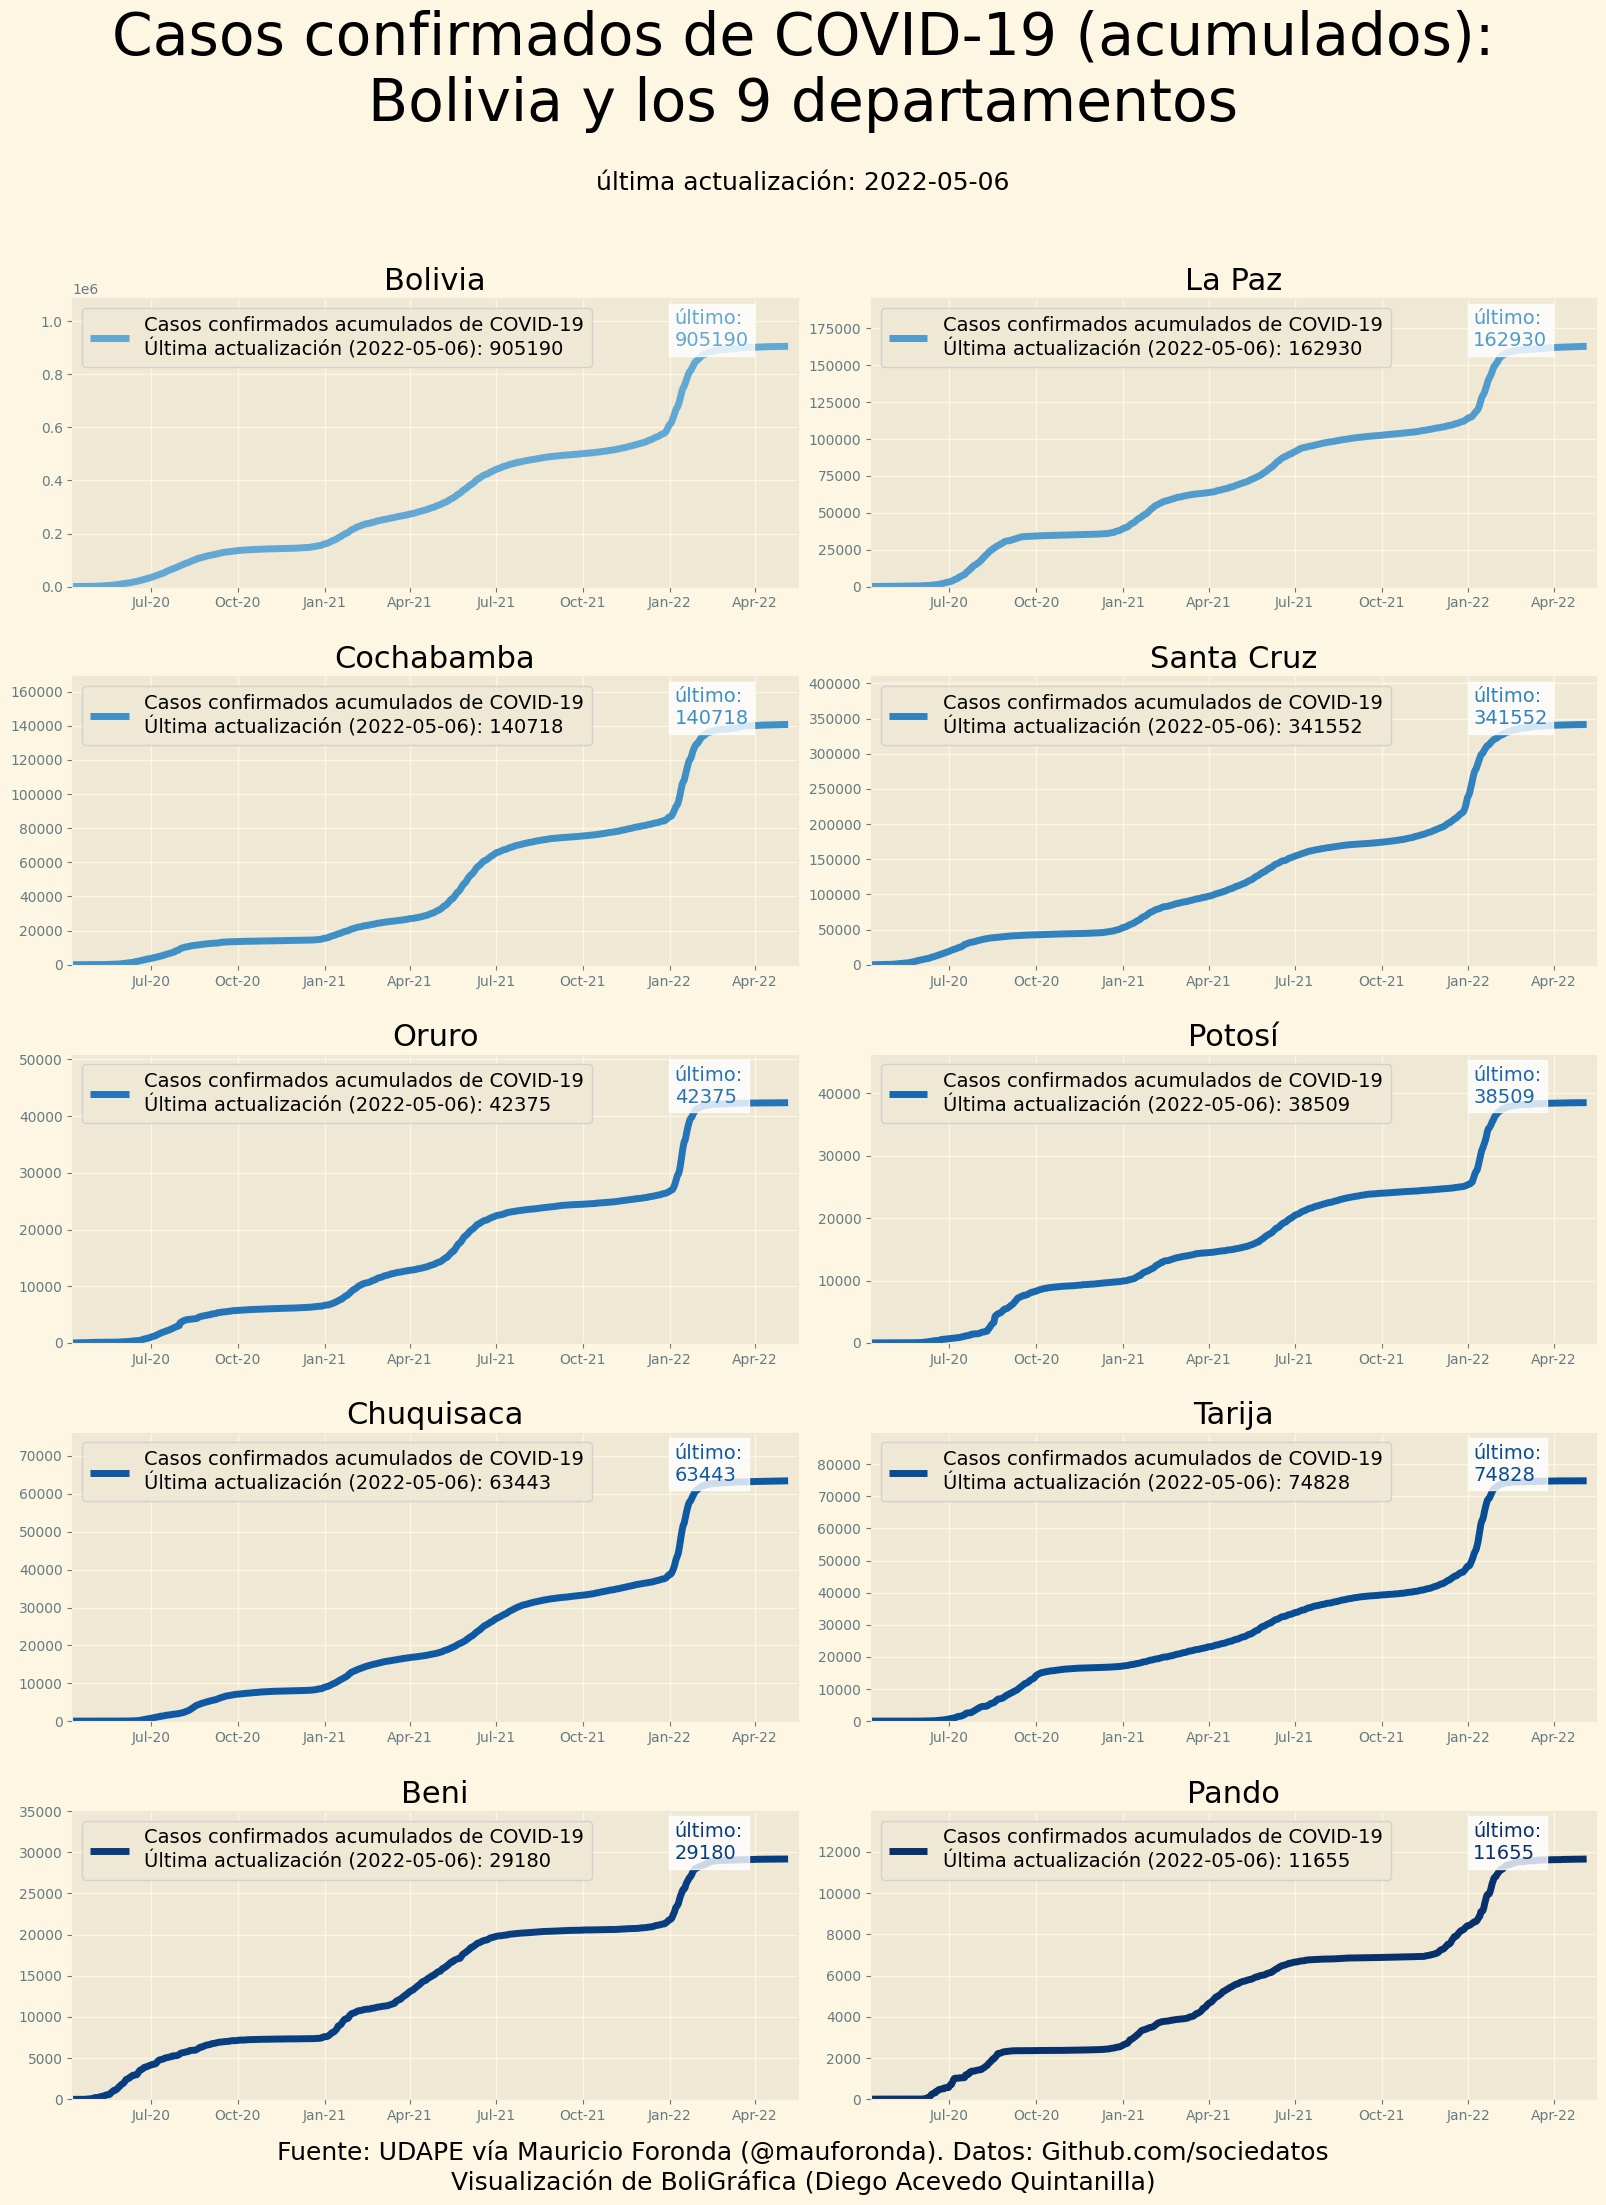 Casos confirmados de COVID-19 (acumulados):
Bolivia y los 9 departamentos
última actualización: 2022-05-06
Bolivia
1e6
1.0
0.8
0.6
0.4
0.2
0.0
Casos confirmados acumulados de COVID-19
Última actualización (2022-05-06): 905190
último:
905190
Jul-20 Oct-20 Jan-21 Apr-21 Jul-21 Oct-21 Jan-22 Apr-22
La Paz
175000
150000
125000
100000
75000
50000
25000
0
Casos confirmados acumulados de COVID-19
Última actualización (2022-05-06): 162930
último:
162930
Jul-20 Oct-20 Jan-21 Apr-21 Jul-21 Oct-21 Jan-22 Apr-22
Cochabamba
160000
140000
120000
100000
80000
60000
40000
20000
0
Casos confirmados acumulados de COVID-19
Última actualización (2022-05-06): 140718
último:
140718
Jul-20 Oct-20 Jan-21 Apr-21 Jul-21 Oct-21 Jan-22 Apr-22
Santa Cruz
400000
350000
300000
250000
200000
150000
100000
50000
0
Casos confirmados acumulados de COVID-19
Última actualización (2022-05-06): 341552
último:
341552
Jul-20 Oct-20 Jan-21 Apr-21 Jul-21 Oct-21 Jan-22 Apr-22
Oruro
50000
40000
30000
20000
10000
0
Casos confirmados acumulados de COVID-19
Última actualización (2022-05-06): 42375
último:
42375
Jul-20 Oct-20 Jan-21 Apr-21 Jul-21 Oct-21 Jan-22 Apr-22
Potosí
40000
30000
20000
10000
0
Casos confirmados acumulados de COVID-19
Última actualización (2022-05-06): 38509
último:
38509
Jul-20 Oct-20 Jan-21 Apr-21 Jul-21 Oct-21 Jan-22 Apr-22
Chuquisaca
70000
60000
50000
40000
30000
20000
10000
0
Casos confirmados acumulados de COVID-19
Última actualización (2022-05-06): 63443
último:
63443
Jul-20 Oct-20 Jan-21 Apr-21 Jul-21 Oct-21 Jan-22 Apr-22
Tarija
80000
70000
60000
50000
40000
30000
20000
10000
0
Casos confirmados acumulados de COVID-19
Última actualización (2022-05-06): 74828
último:
74828
Jul-20 Oct-20 Jan-21 Apr-21 Jul-21 Oct-21 Jan-22 Apr-22
Beni
35000
30000
25000
20000
15000
10000
5000
0
Casos confirmados acumulados de COVID-19
Última actualización (2022-05-06): 29180
último:
29180
Jul-20 Oct-20 Jan-21 Apr-21 Jul-21 Oct-21 Jan-22 Apr-22
Pando
12000
10000
8000
6000
4000
2000
0
Casos confirmados acumulados de COVID-19
Última actualización (2022-05-06): 11655
último:
11655
Jul-20 Oct-20 Jan-21 Apr-21 Jul-21 Oct-21 Jan-22 Apr-22
Fuente: UDAPE vía Mauricio Foronda (@mauforonda). Datos: Github.com/sociedatos
Visualización de BoliGráfica (Diego Acevedo Quintanilla)